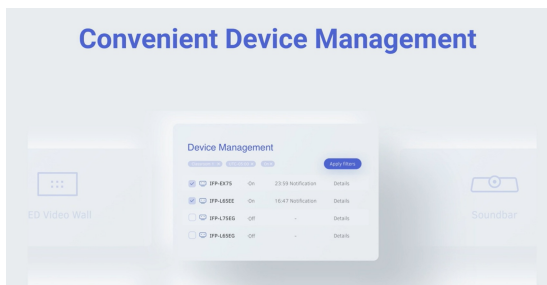 Convenient Device Management
Device Management
Apply Filters
IFP-EX75 On 23:59 Notification Details
IFP-L65EE On 16:47 Notification Details
IFP-L75EG Off - Details
IFP-L65EG Off - Details
ED Video Wall
Soundbar